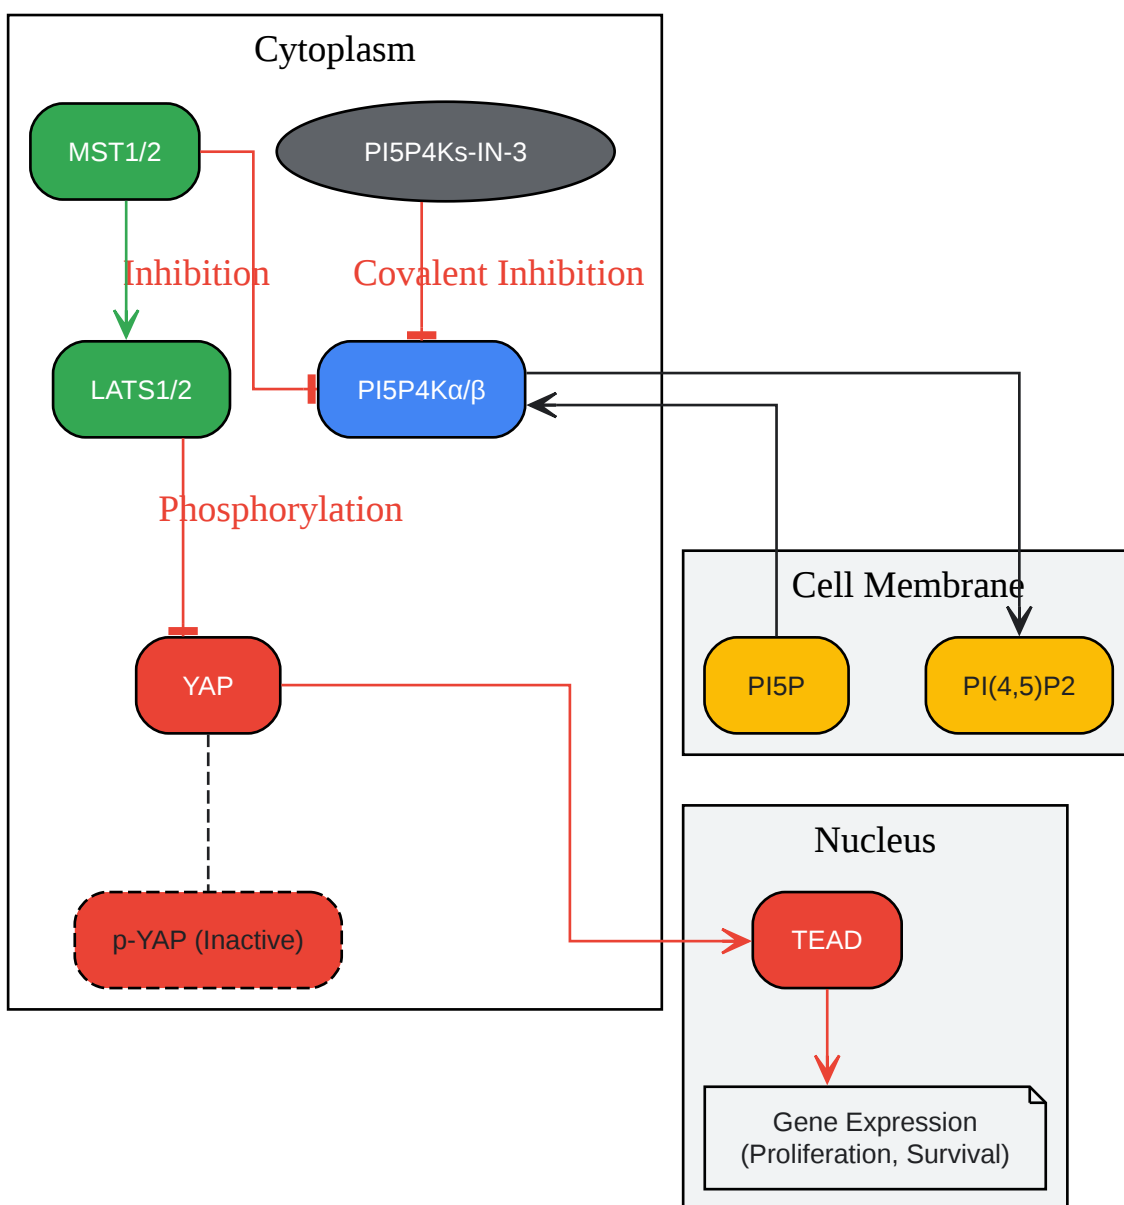 Cytoplasm
MST1/2
PI5P4Ks-IN-3
Inhibition
Covalent Inhibition
LATS1/2
PI5P4Kα/β
Phosphorylation
Cell Membrane
YAP
PI5P
PI(4,5)P2
Nucleus
p-YAP (Inactive)
TEAD
Gene Expression
(Proliferation, Survival)